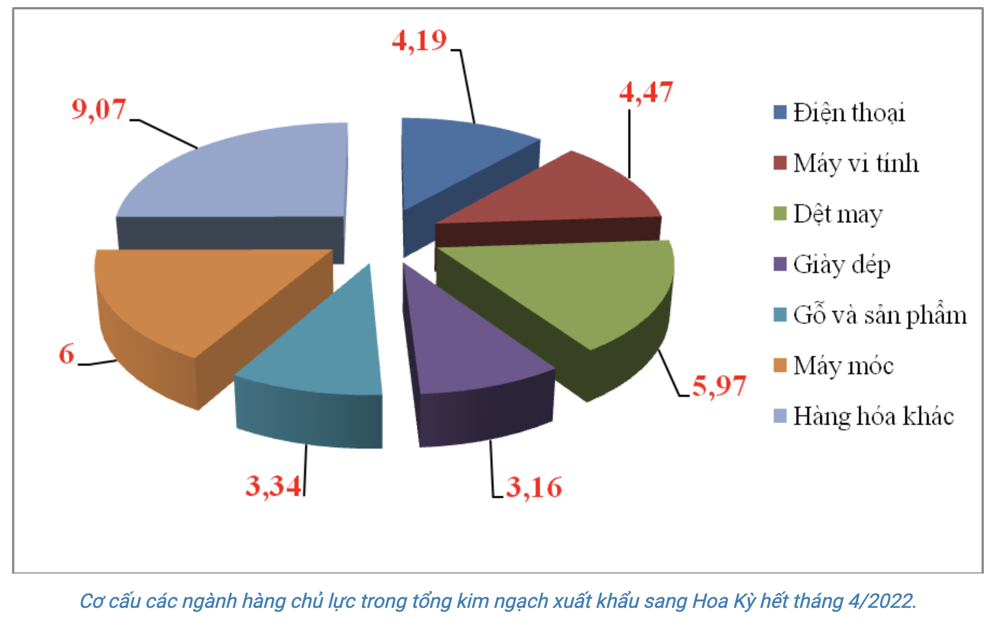 4,19
4,47
9,07
Điện thoại
Máy vi tính
Dệt may
Giày dép
Gỗ và sản phẩm
Máy móc
Hàng hóa khác
6
5,97
3,34
3,16
Cơ cấu các ngành hàng chủ lực trong tổng kim ngạch xuất khẩu sang Hoa Kỳ hết tháng 4/2022.